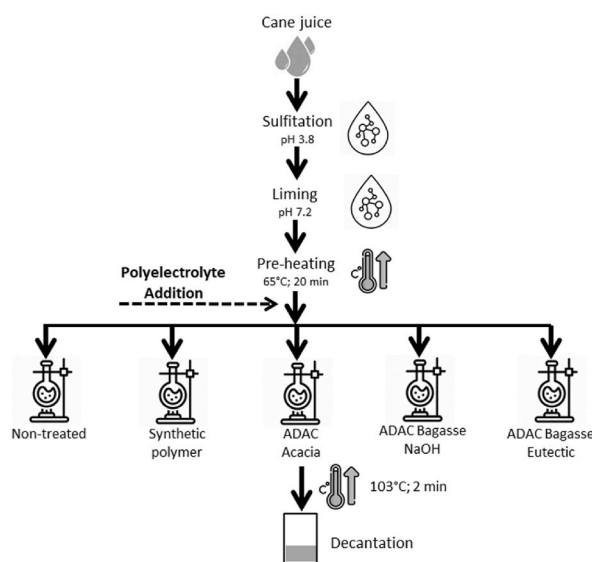 Cane juice
Sulfitation
pH 3.8
Liming
pH 7.2
Pre-heating
65°C; 20 min
Polyelectrolyte
Addition
C°
Non-treated
Synthetic
polymer
ADAC
Acacia
ADAC Bagasse
NaOH
ADAC Bagasse
Eutectic
C°
103°C; 2 min
Decantation